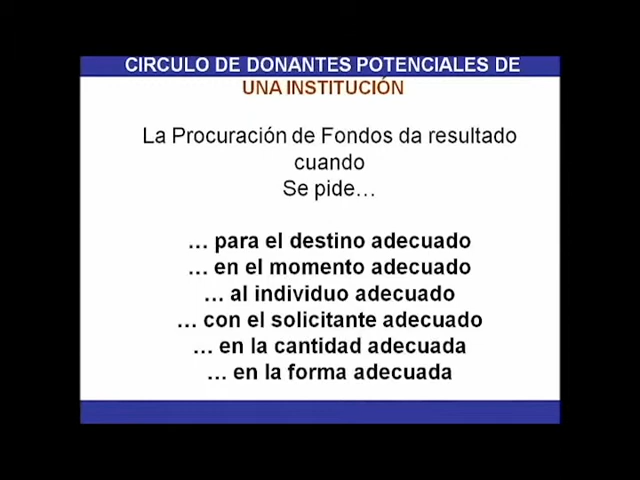 CIRCULO DE DONANTES POTENCIALES DE
UNA INSTITUCIÓN
La Procuración de Fondos da resultado
cuando
Se pide…
… para el destino adecuado
… en el momento adecuado
… al individuo adecuado
… con el solicitante adecuado
… en la cantidad adecuada
… en la forma adecuada